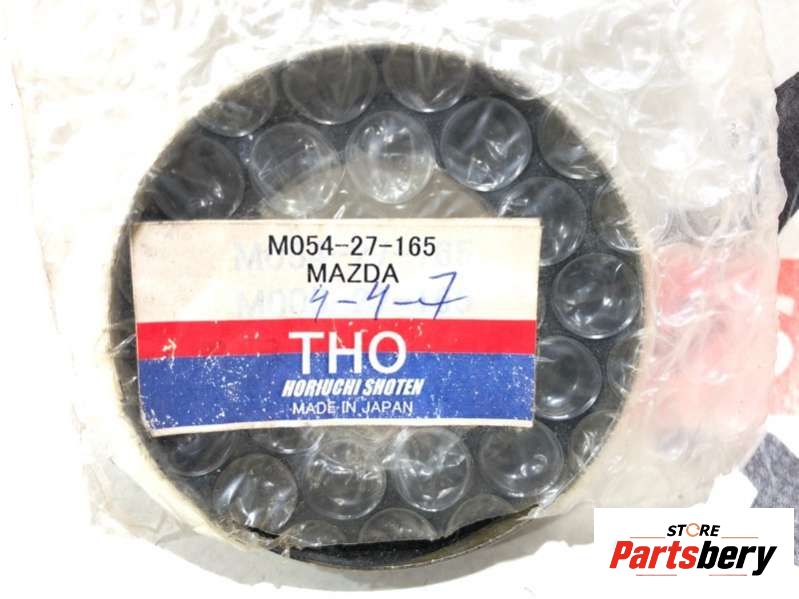 M054-27-165
MAZDA
4-4-7
THO
HORIUCHI SHOTEN
MADE IN JAPAN
STORE
Partsbery